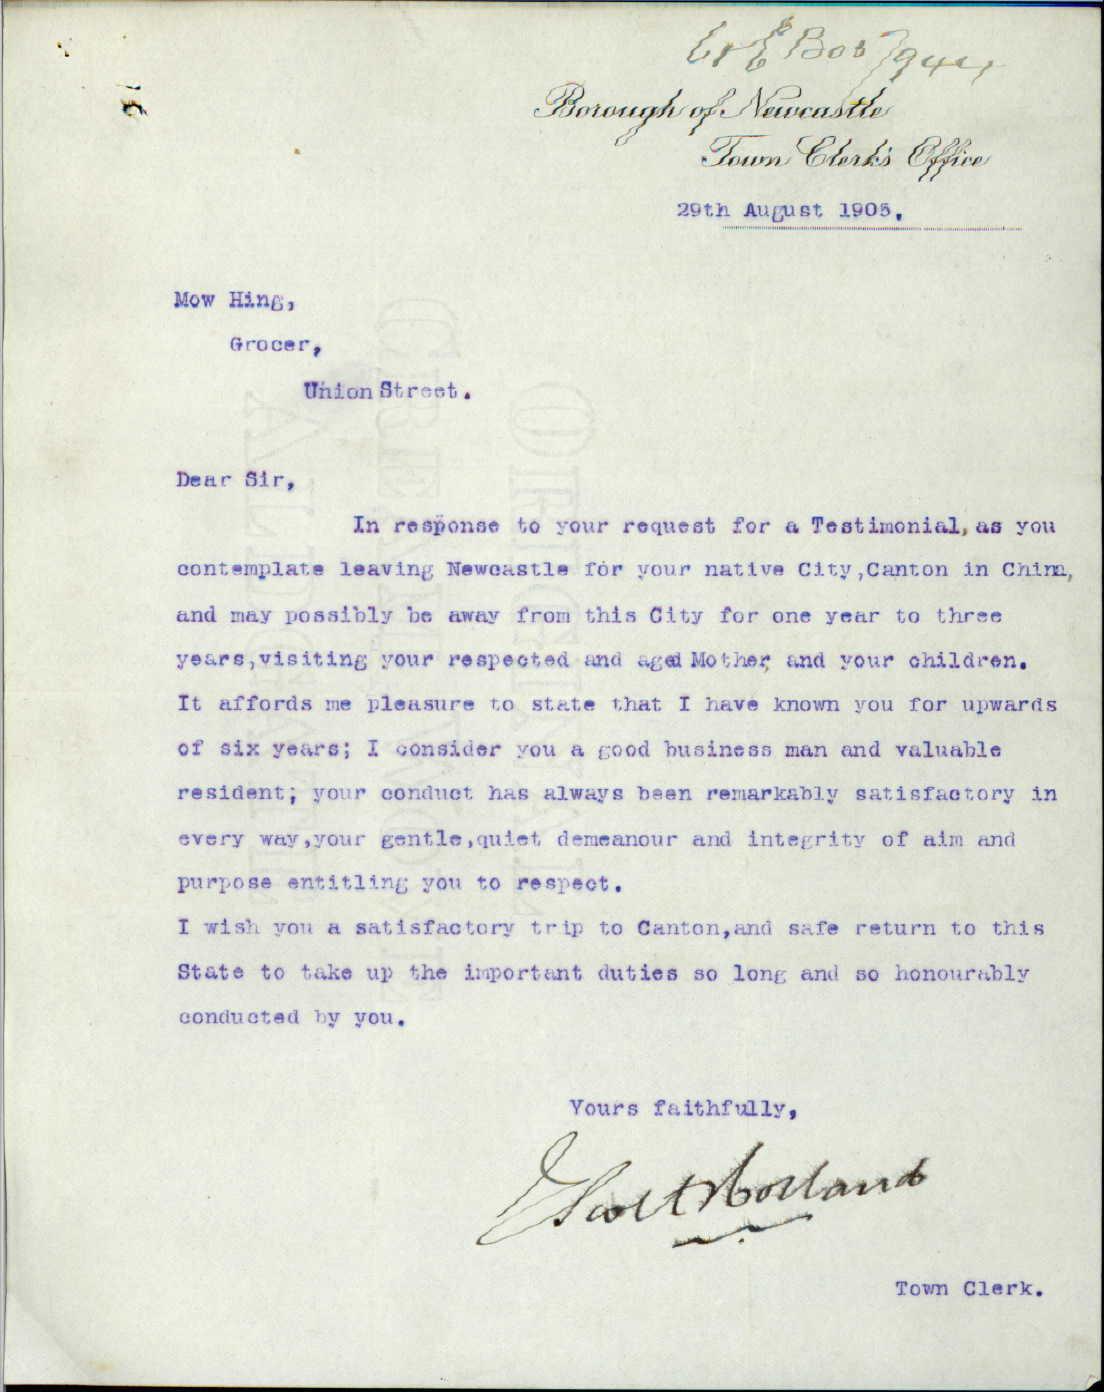 Borough of Newcastle
Town Clerk's Office
29th August 1905.
Mow Hing,
Grocer,
Union Street.
Dear Sir,
In response to your request for a Testimonial, as you
contemplate leaving Newcastle for your native City,Canton in China,
and may possibly be away from this City for one year to three
years,visiting your respected and aged Mother, and your children.
It affords me pleasure to state that I have known you for upwards
of six years; I consider you a good business man and valuable
resident; your conduct has always been remarkably satisfactory in
every way,your gentle,quiet demeanour and integrity of aim and
purpose entitling you to respect.
I wish you a satisfactory trip to Canton,and safe return to this
State to take up the important duties so long and so honourably
conducted by you.
Yours faithfully,
Scott Holland
Town Clerk.